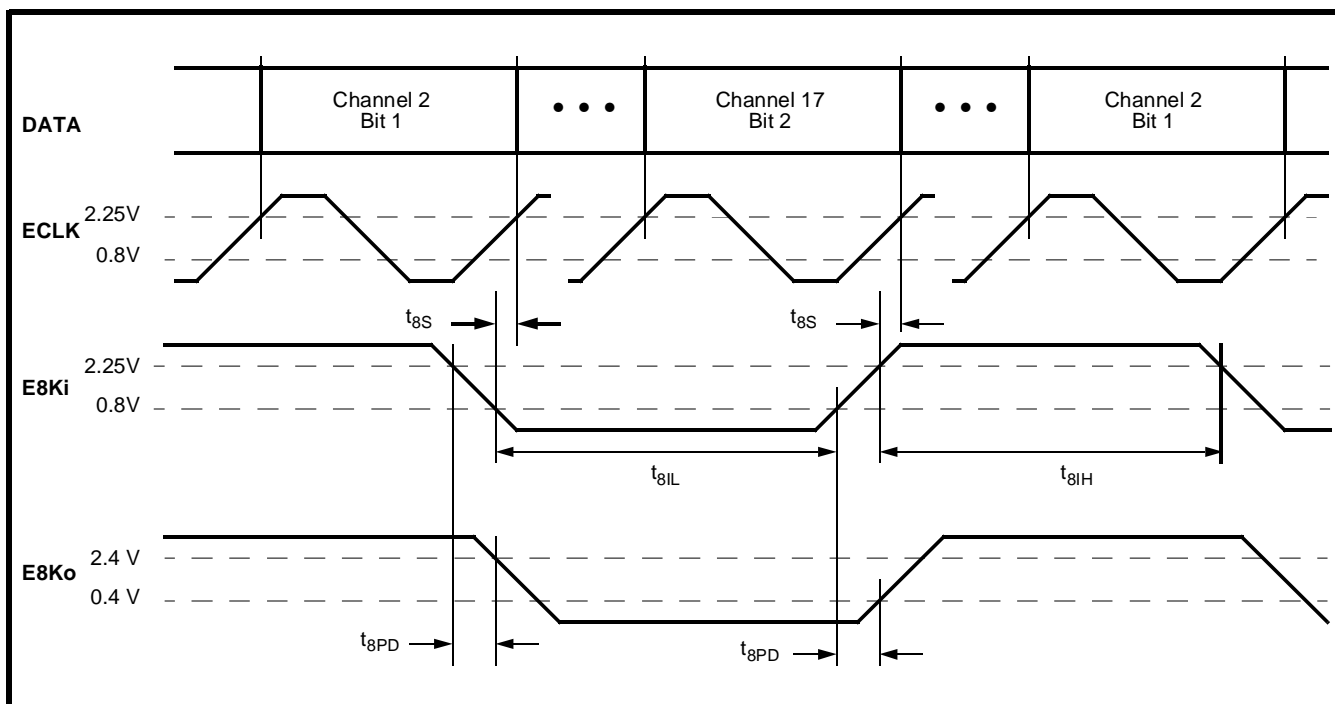 DATA
Channel 2
Bit 1
• • •
Channel 17
Bit 2
• • •
Channel 2
Bit 1
ECLK
2.25V
0.8V
t8S
t8S
E8Ki
2.25V
0.8V
t8IL
t8IH
E8Ko
2.4 V
0.4 V
t8PD
t8PD